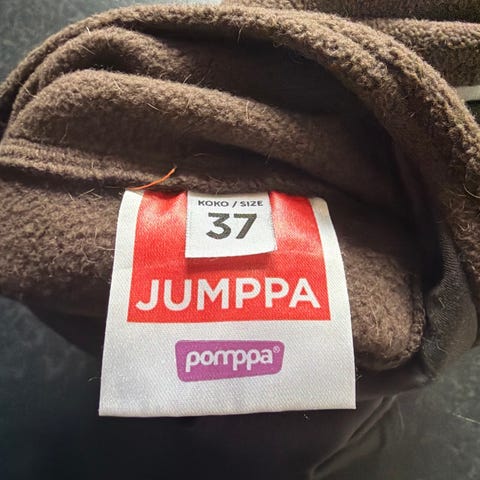 KOKO / SIZE
37
JUMPPA
pomppa®